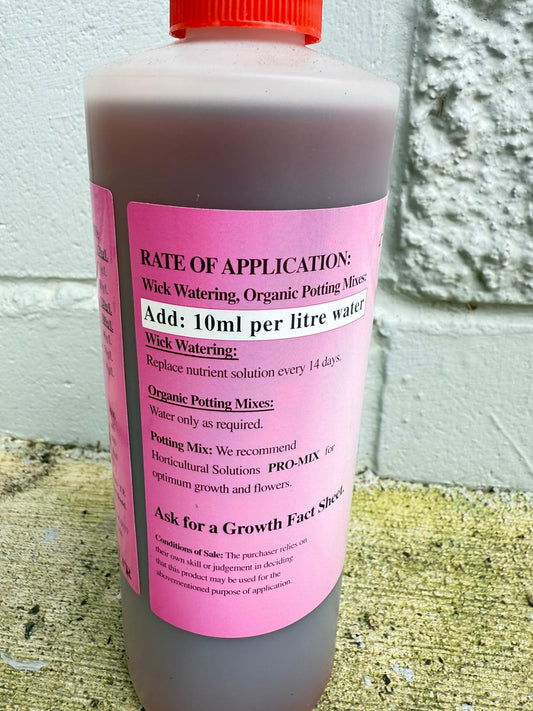 RATE OF APPLICATION:
Wick Watering, Organic Potting Mixes:
Add: 10ml per litre water
Wick Watering:
Replace nutrient solution every 14 days.
Organic Potting Mixes:
Water only as required.
Potting Mix: We recommend
Horticultural Solutions PRO-MIX for
optimum growth and flowers.
Ask for a Growth Fact Sheet.
Conditions of Sale: The purchaser relies on
their own skill or judgement in deciding
that this product may be used for the
abovementioned purpose of application.